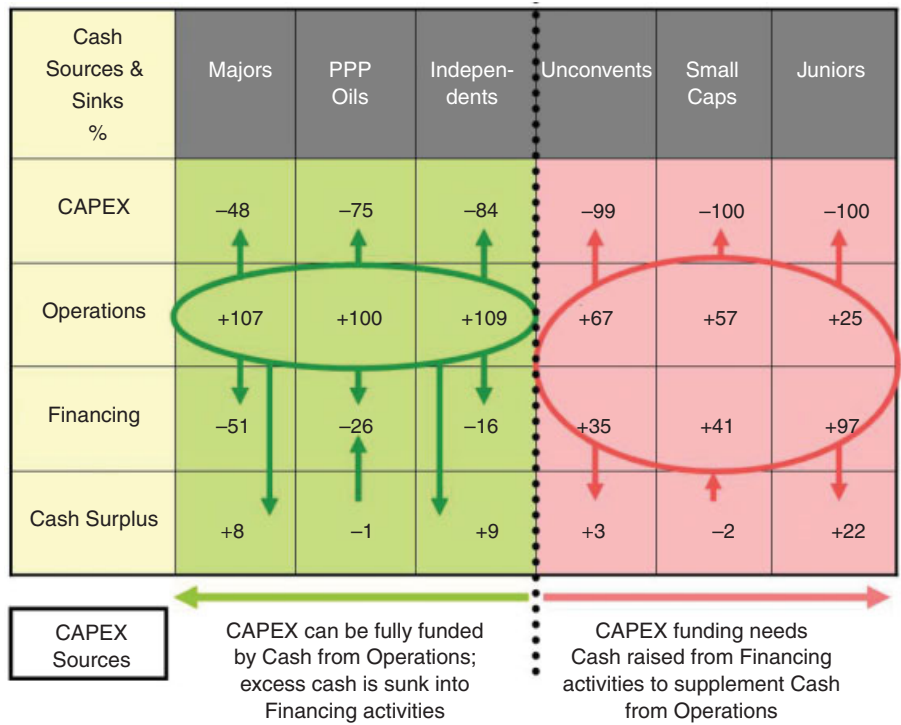 Cash
Sources &
Sinks
%
Majors
PPP
Oils
Indepen-
dents
Unconvents
Small
Caps
Juniors
CAPEX
–48
–75
–84
–99
–100
–100
Operations
+107
+100
+109
+67
+57
+25
Financing
–51
–26
–16
+35
+41
+97
Cash Surplus
+8
–1
+9
+3
–2
+22
CAPEX
Sources
CAPEX can be fully funded
by Cash from Operations;
excess cash is sunk into
Financing activities
CAPEX funding needs
Cash raised from Financing
activities to supplement Cash
from Operations